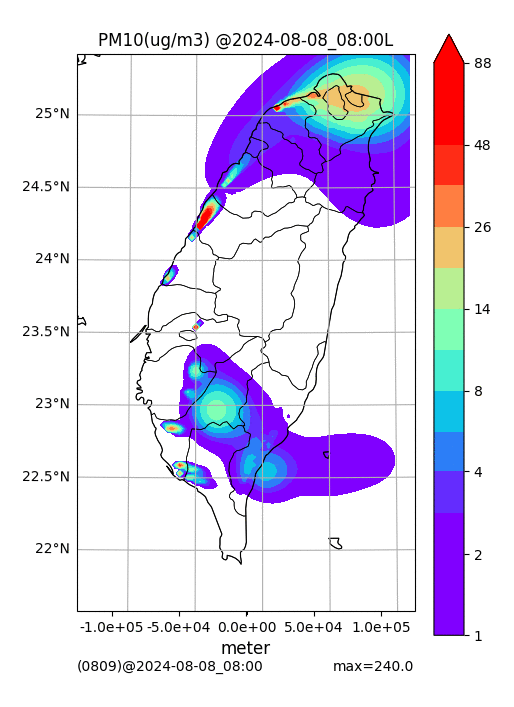 PM10(ug/m3) @2024-08-08_08:00L
25°N
24.5°N
24°N
23.5°N
23°N
22.5°N
22°N
88
48
26
14
8
4
2
1
-1.0e+05 -5.0e+04 0.0e+00 5.0e+04 1.0e+05
meter
(0809)@2024-08-08_08:00 max=240.0